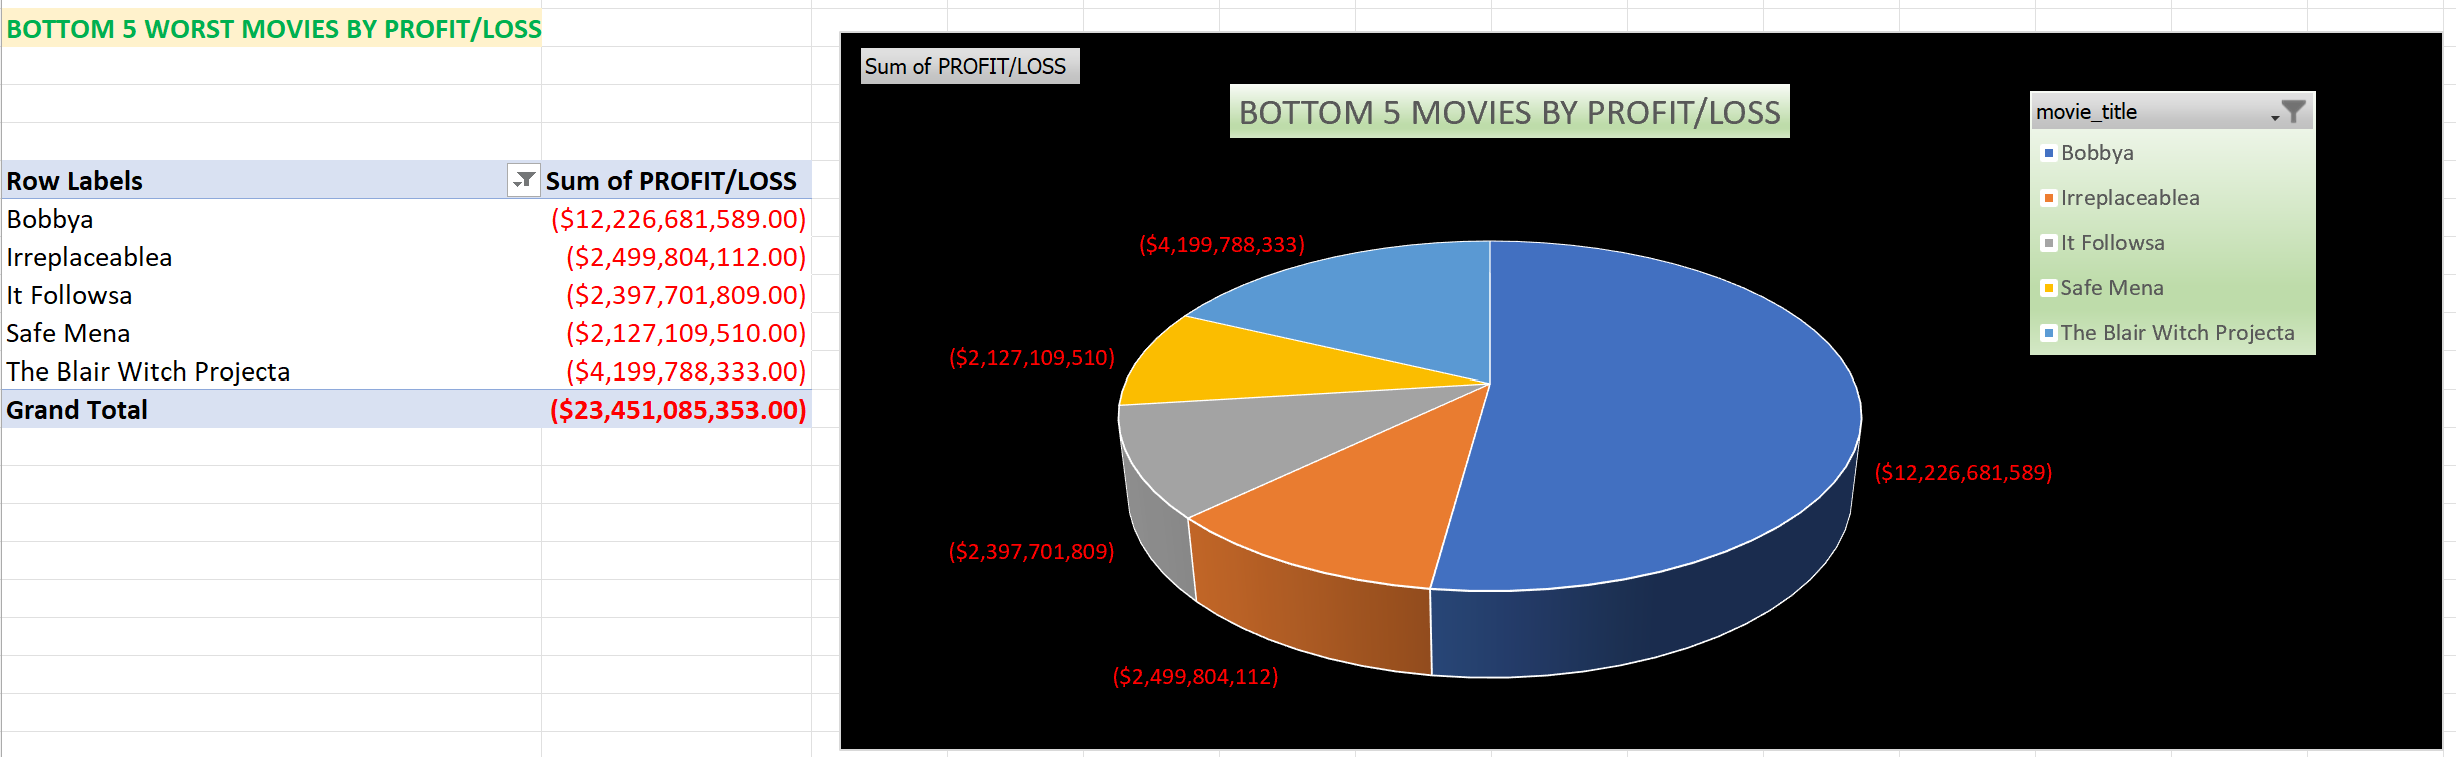 BOTTOM 5 WORST MOVIES BY PROFIT/LOSS
Row Labels Sum of PROFIT/LOSS
Bobbya ($12,226,681,589.00)
Irreplaceablea ($2,499,804,112.00)
It Followsa ($2,397,701,809.00)
Safe Mena ($2,127,109,510.00)
The Blair Witch Projecta ($4,199,788,333.00)
Grand Total ($23,451,085,353.00)
Sum of PROFIT/LOSS
BOTTOM 5 MOVIES BY PROFIT/LOSS
($4,199,788,333)
($2,127,109,510)
($12,226,681,589)
($2,397,701,809)
($2,499,804,112)
movie_title
Bobbya
Irreplaceablea
It Followsa
Safe Mena
The Blair Witch Projecta